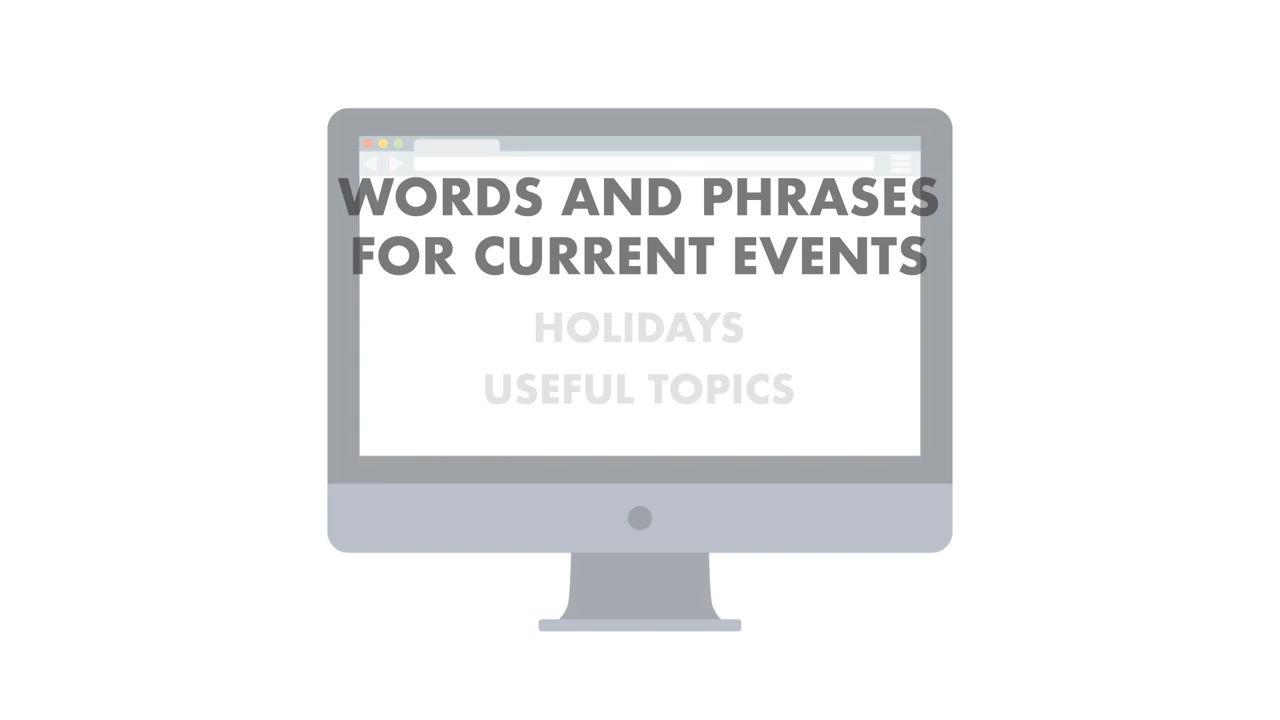 WORDS AND PHRASES
FOR CURRENT EVENTS
HOLIDAYS
USEFUL TOPICS